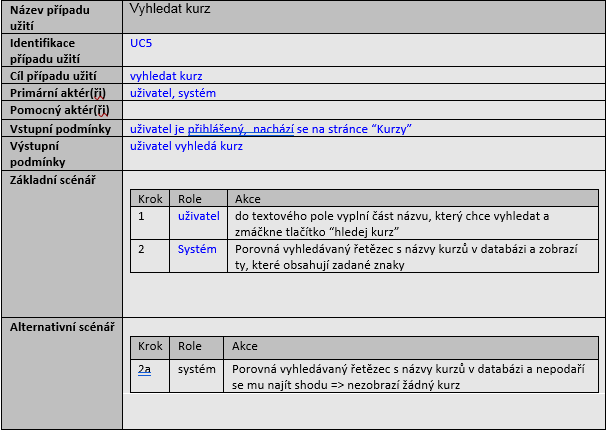 Název případu užití
Vyhledat kurz
Identifikace případu užití
UC5
Cíl případu užití
vyhledat kurz
Primární aktér(ři)
uživatel, systém
Pomocný aktér(ři)
Vstupní podmínky
uživatel je přihlášený, nachází se na stránce “Kurzy”
Výstupní podmínky
uživatel vyhledá kurz
Základní scénář
Krok Role Akce
1 uživatel do textového pole vyplní část názvu, který chce vyhledat a
zmáčkne tlačítko “hledej kurz”
2 Systém Porovná vyhledávaný řetězec s názvy kurzů v databázi a zobrazí
ty, které obsahují zadané znaky
Alternativní scénář
Krok Role Akce
2a systém Porovná vyhledávaný řetězec s názvy kurzů v databázi a nepodaří
se mu najít shodu => nezobrazí žádný kurz